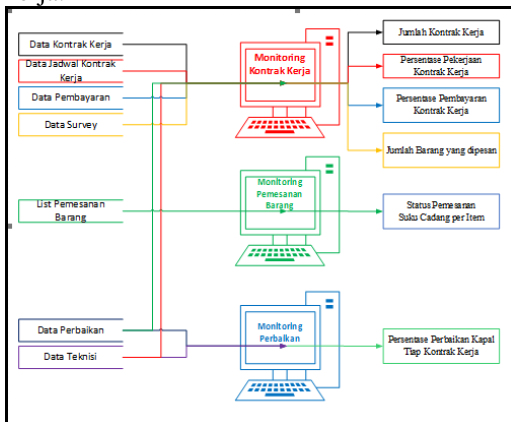 Data Kontrak Kerja
Data Jadwal Kontrak
Kerja
Data Pembayaran
Data Survey
List Pemesanan
Barang
Data Perbaikan
Data Teknisi
Monitoring
Kontrak Kerja
Monitoring
Pemesanan
Barang
Monitoring
Perbaikan
Jumlah Kontrak Kerja
Persentase Pekerjaan
Kontrak Kerja
Persentase Pembayaran
Kontrak Kerja
Jumlah Barang yang dipesan
Status Pemesanan
Suku Cadang per Item
Persentase Perbaikan Kapal
Tiap Kontrak Kerja